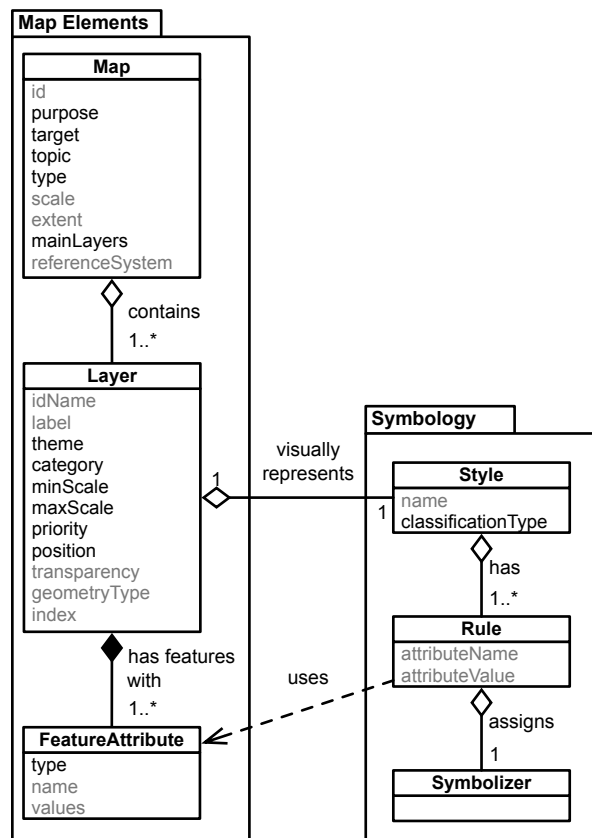 Map Elements
Map
id
purpose
target
topic
type
scale
extent
mainLayers
referenceSystem
contains
1..*
Layer
idName
label
theme
category
minScale
maxScale
priority
position
transparency
geometryType
index
1
visually
represents
1
has features
with
1..*
FeatureAttribute
type
name
values
uses
Symbology
Style
name
classificationType
has
1..*
Rule
attributeName
attributeValue
assigns
1
Symbolizer